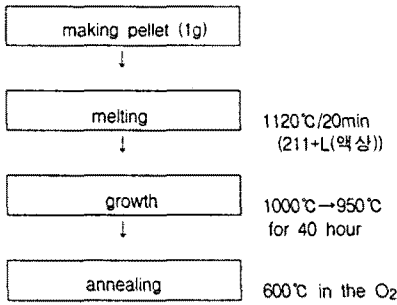 making pellet (1g)
↓
melting 1120℃/20min
(211+L(액상))
↓
growth 1000℃→950℃
for 40 hour
↓
annealing 600℃ in the O₂